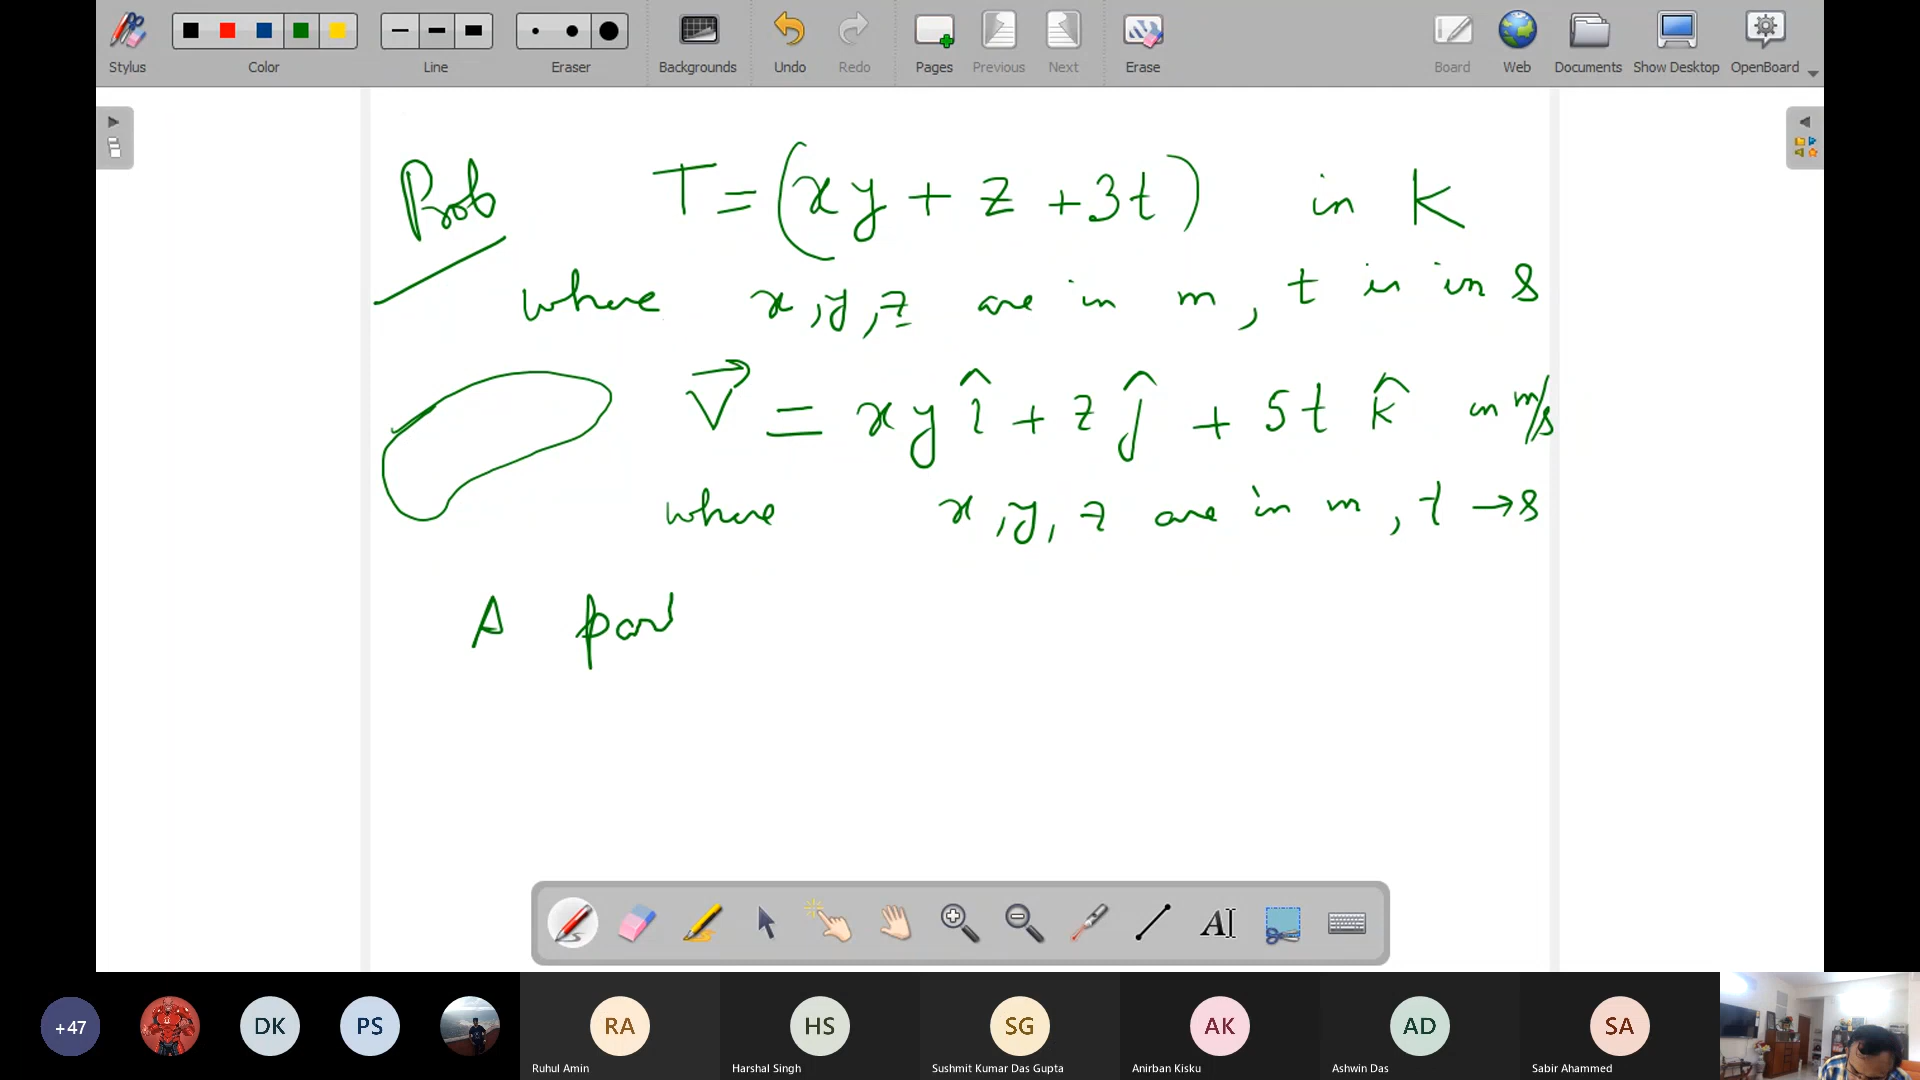 Stylus Color Line Eraser Backgrounds Undo Redo Pages Previous Next Erase Board Web Documents Show Desktop OpenBoard
Prob T = (xy + z + 3t) in K
where x, y, z are in m, t is in s
V⃗ = xy î + z ĵ + 5t k̂ in m/s
where x, y, z are in m, t → s
A par
AI
+47 DK PS RA HS SG AK AD SA
Ruhul Amin Harshal Singh Sushmit Kumar Das Gupta Anirban Kisku Ashwin Das Sabir Ahammed